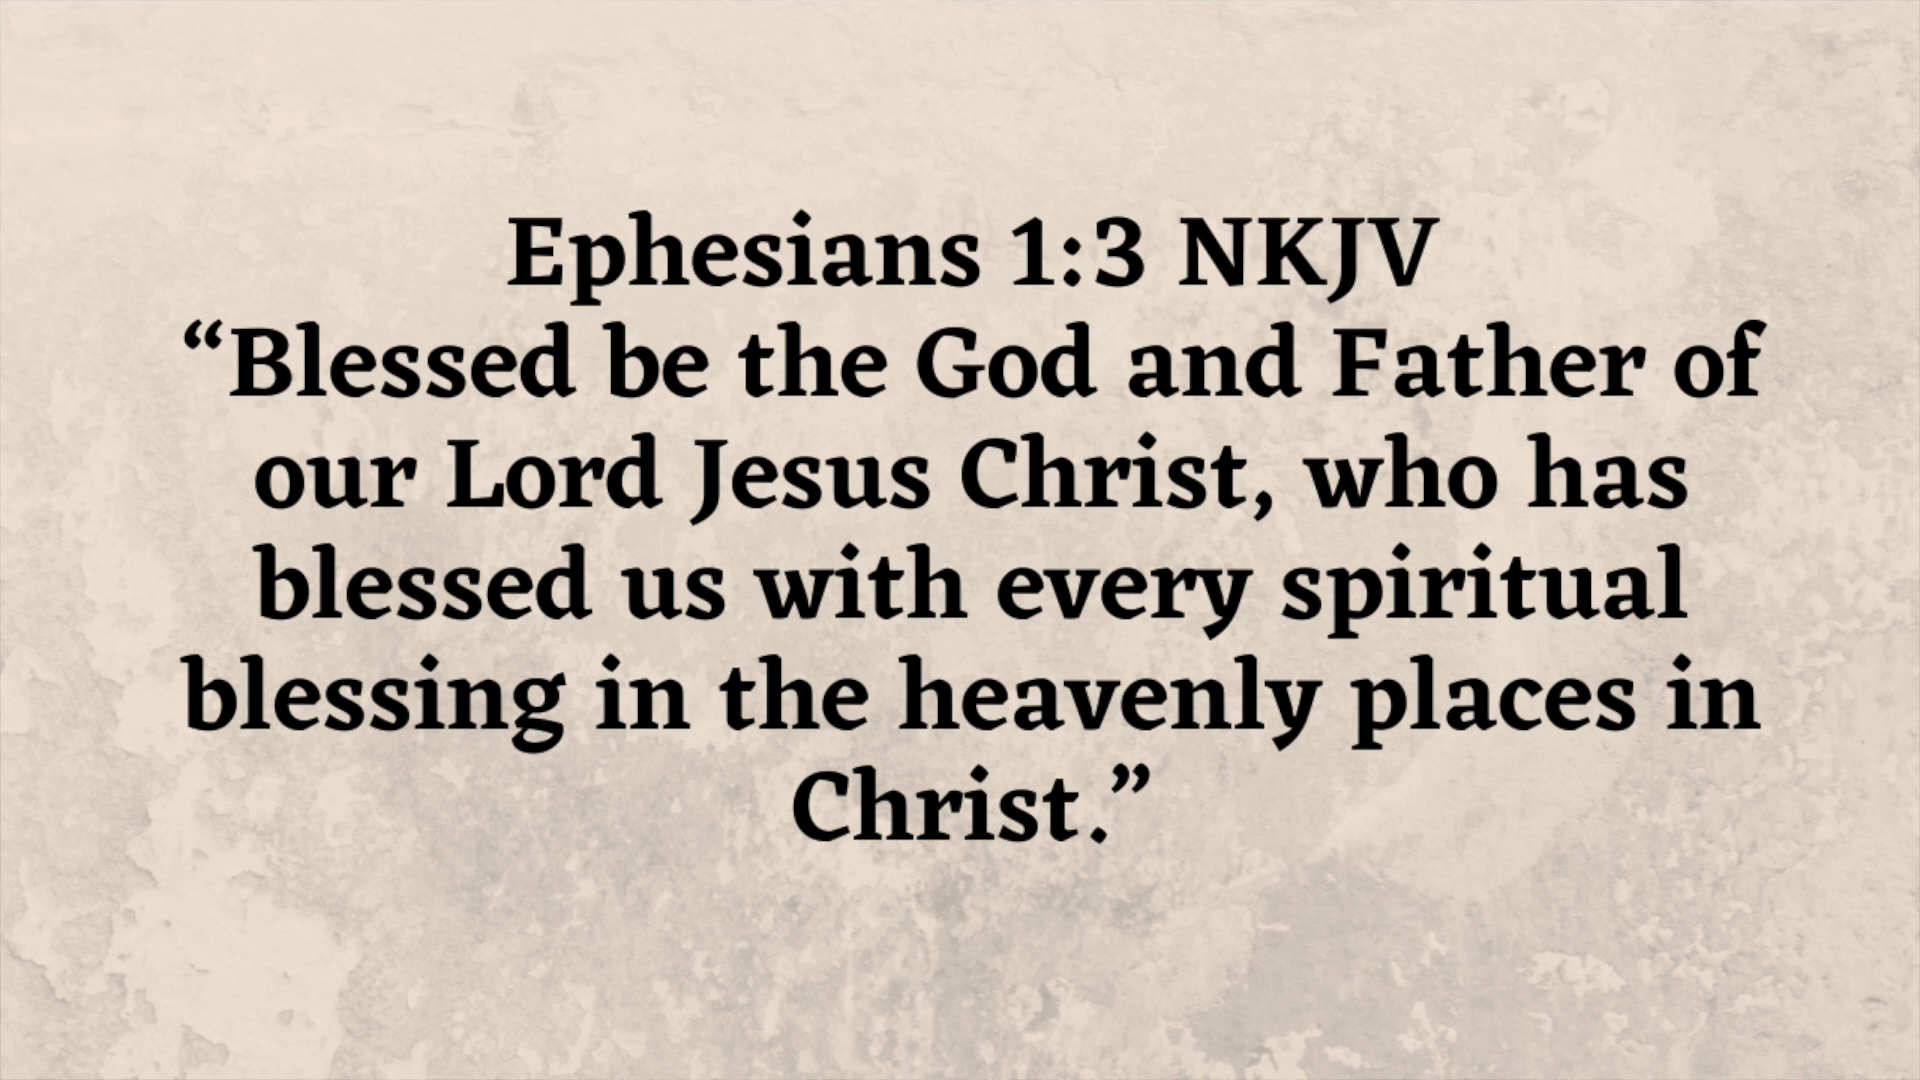 Ephesians 1:3 NKJV
“Blessed be the God and Father of
our Lord Jesus Christ, who has
blessed us with every spiritual
blessing in the heavenly places in
Christ.”